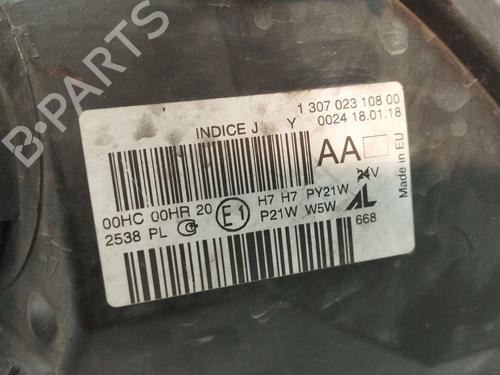 1 307 023 108 00
INDICE J Y 0024 18.01.18
AA
Made in EU
00HC 00HR 20 E1 H7 H7 PY21W 24V
2538 PL P21W W5W AL
668
B-PARTS